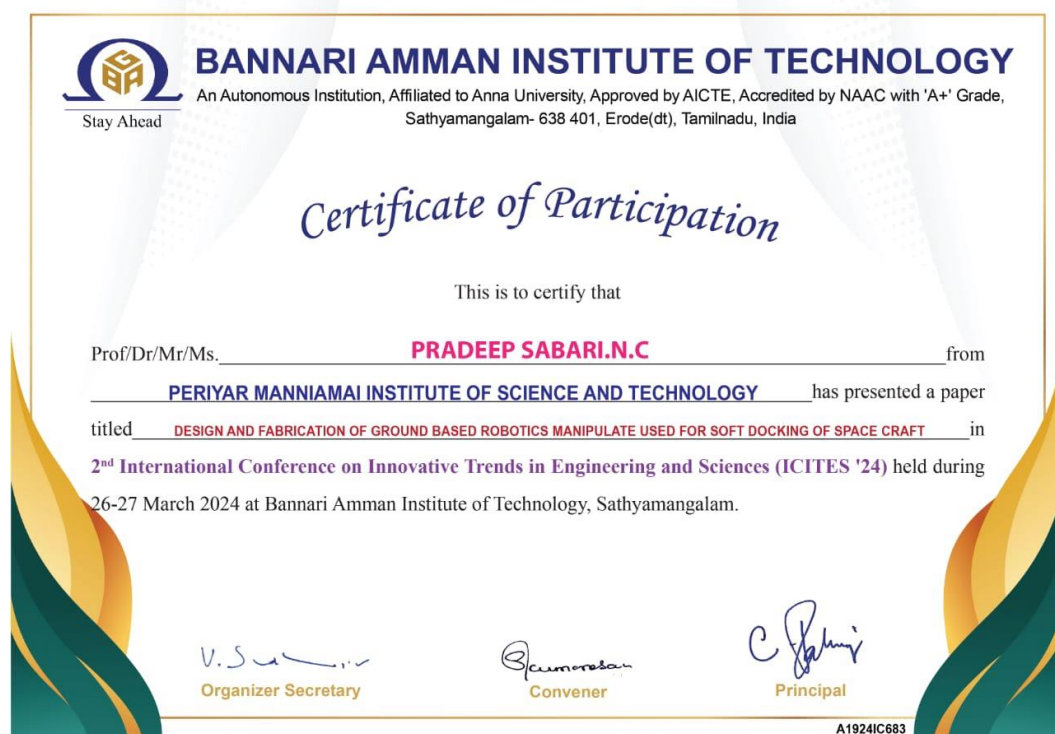 GBA
Stay Ahead
BANNARI AMMAN INSTITUTE OF TECHNOLOGY
An Autonomous Institution, Affiliated to Anna University, Approved by AICTE, Accredited by NAAC with 'A+' Grade,
Sathyamangalam- 638 401, Erode(dt), Tamilnadu, India
Certificate of Participation
This is to certify that
Prof/Dr/Mr/Ms. PRADEEP SABARI.N.C from
PERIYAR MANNIAMAI INSTITUTE OF SCIENCE AND TECHNOLOGY has presented a paper
titled DESIGN AND FABRICATION OF GROUND BASED ROBOTICS MANIPULATE USED FOR SOFT DOCKING OF SPACE CRAFT in
2nd International Conference on Innovative Trends in Engineering and Sciences (ICITES '24) held during
26-27 March 2024 at Bannari Amman Institute of Technology, Sathyamangalam.
Organizer Secretary
Convener
Principal
A1924IC683